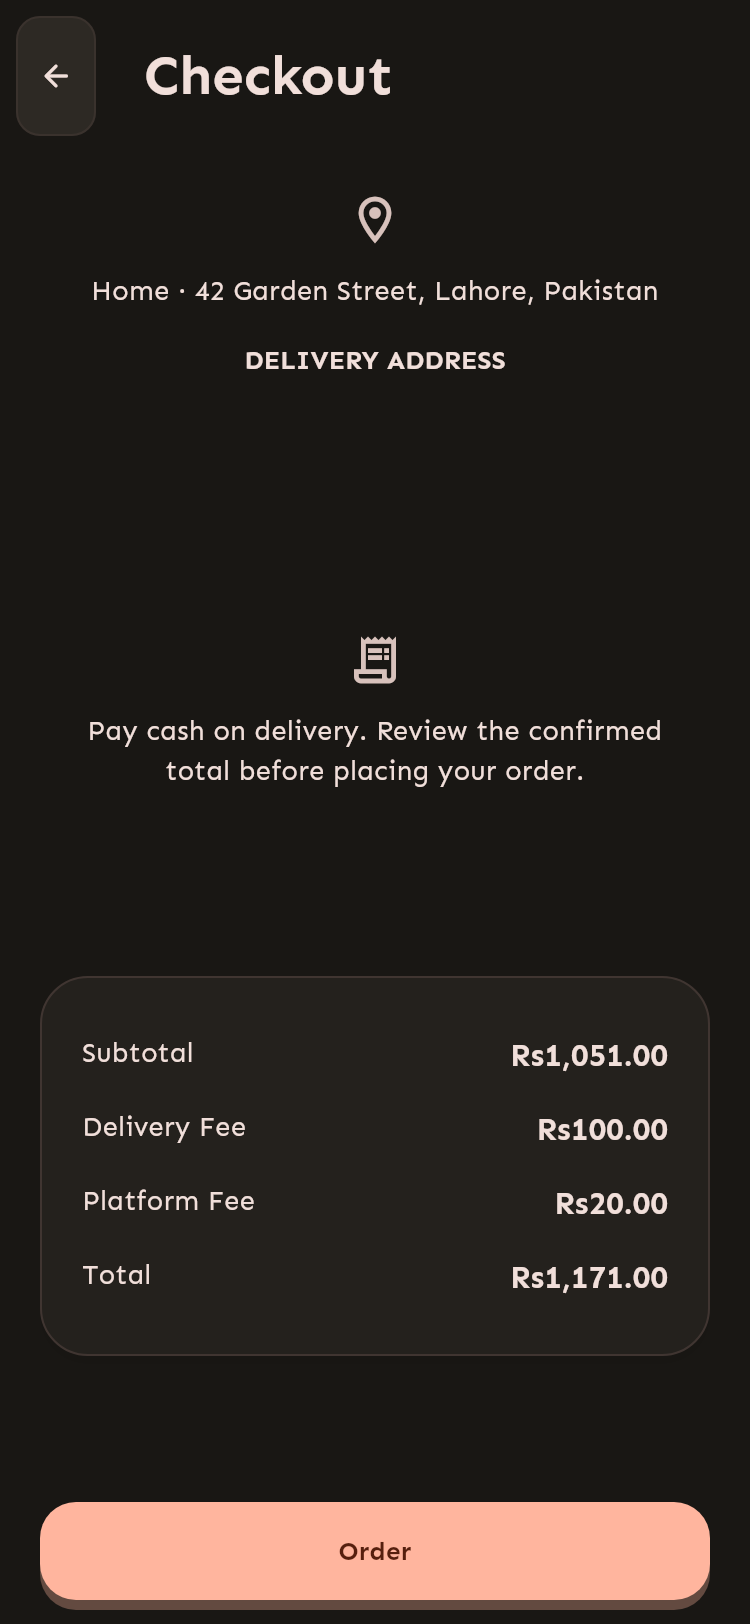 Checkout
Home · 42 Garden Street, Lahore, Pakistan
DELIVERY ADDRESS
Pay cash on delivery. Review the confirmed
total before placing your order.
Subtotal Rs1,051.00
Delivery Fee Rs100.00
Platform Fee Rs20.00
Total Rs1,171.00
Order